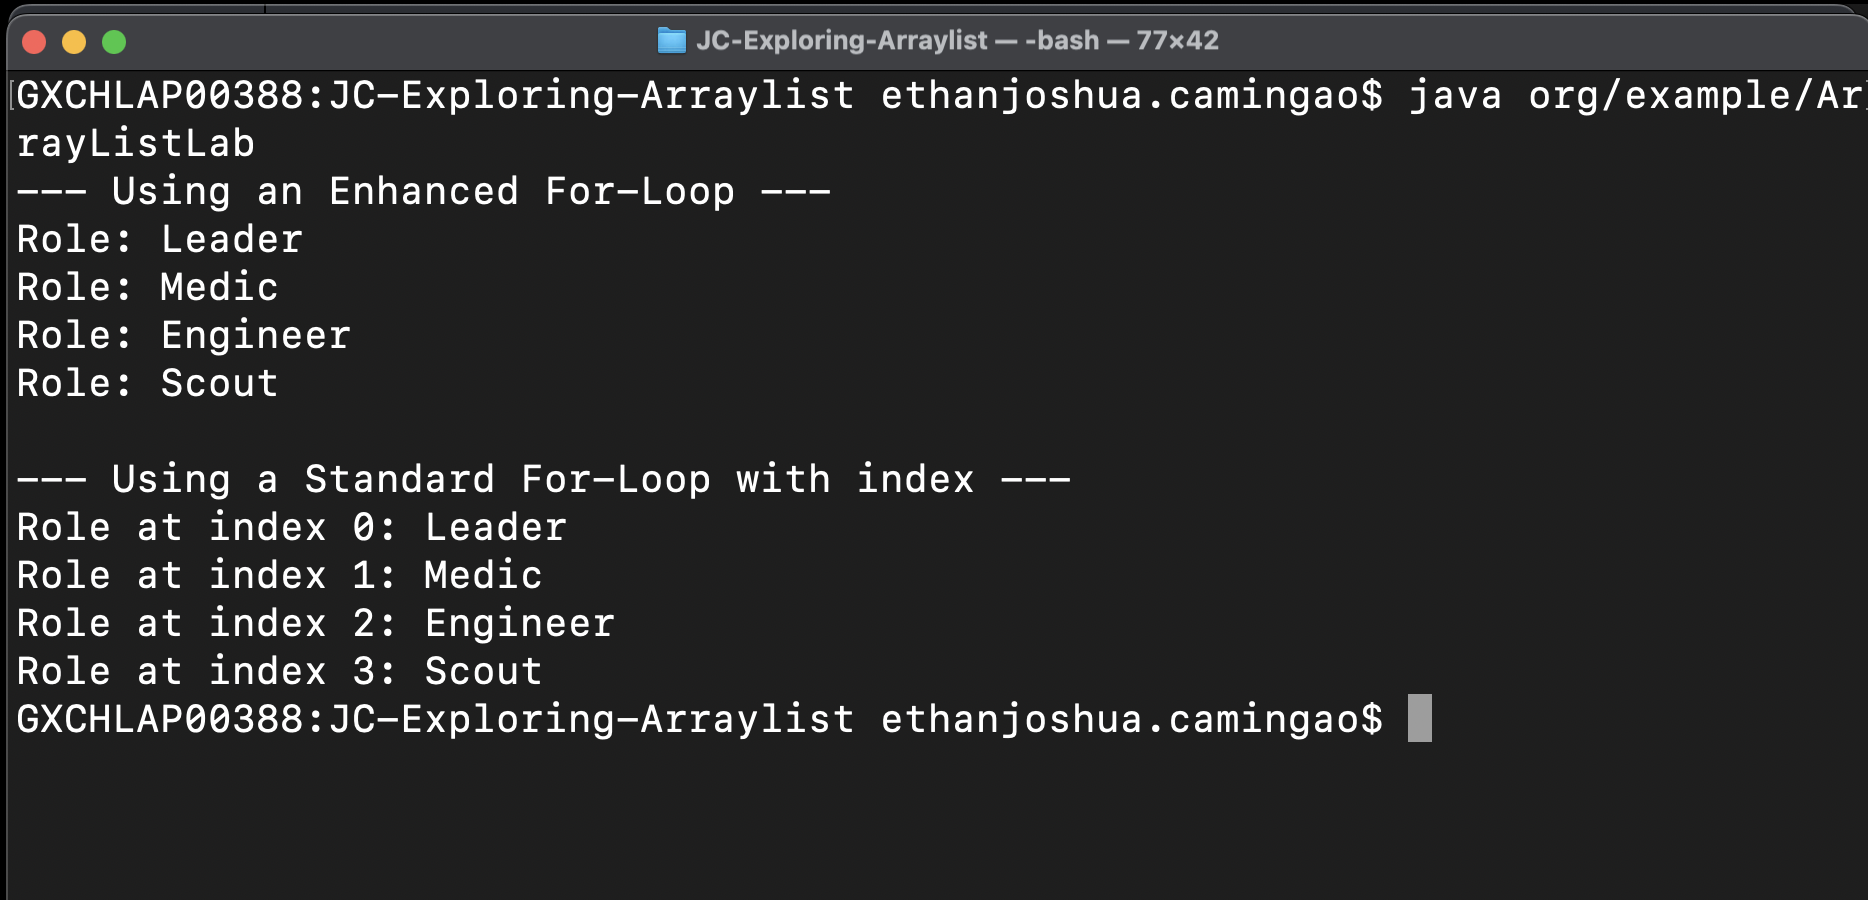 JC-Exploring-Arraylist — -bash — 77×42
GXCHLAP00388:JC-Exploring-Arraylist ethanjoshua.camingao$ java org/example/Ar
rayListLab
--- Using an Enhanced For-Loop ---
Role: Leader
Role: Medic
Role: Engineer
Role: Scout
--- Using a Standard For-Loop with index ---
Role at index 0: Leader
Role at index 1: Medic
Role at index 2: Engineer
Role at index 3: Scout
GXCHLAP00388:JC-Exploring-Arraylist ethanjoshua.camingao$